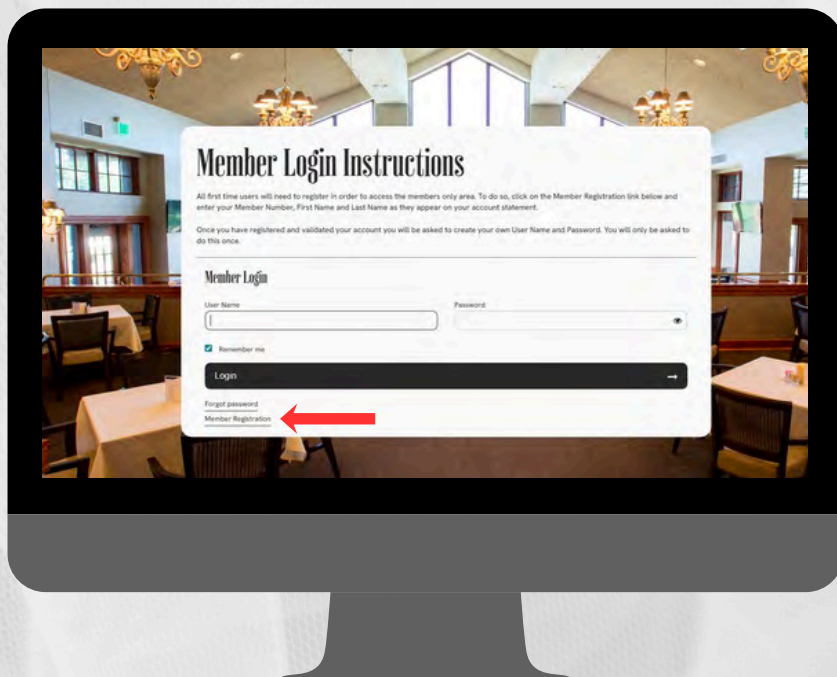 Member Login Instructions
All first time users will need to register in order to access the members only area. To do so, click on the Member Registration link below and
enter your Member Number, First Name and Last Name as they appear on your account statement.
Once you have registered and validated your account you will be asked to create your own User Name and Password. You will only be asked to
do this once.
Member Login
User Name
Password
Remember me
Login
Forgot password
Member Registration